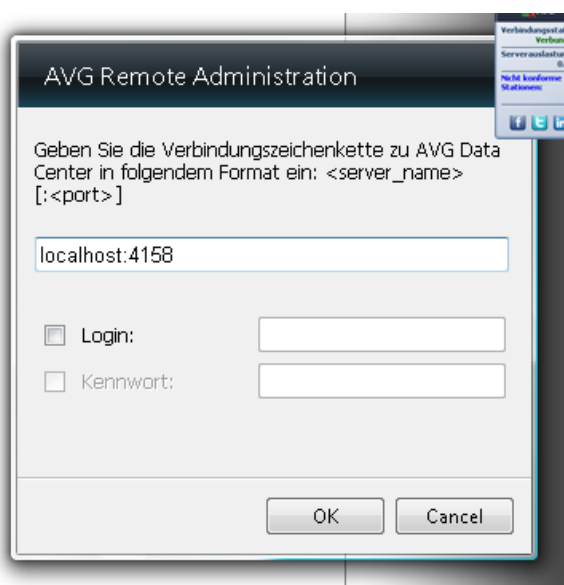 AVG Remote Administration
Verbindungssta
Verbun
Serverauslastu
Nicht konforme
Stationen:
Geben Sie die Verbindungszeichenkette zu AVG Data
Center in folgendem Format ein: <server_name>
[:<port>]
localhost:4158
Login:
Kennwort:
OK
Cancel